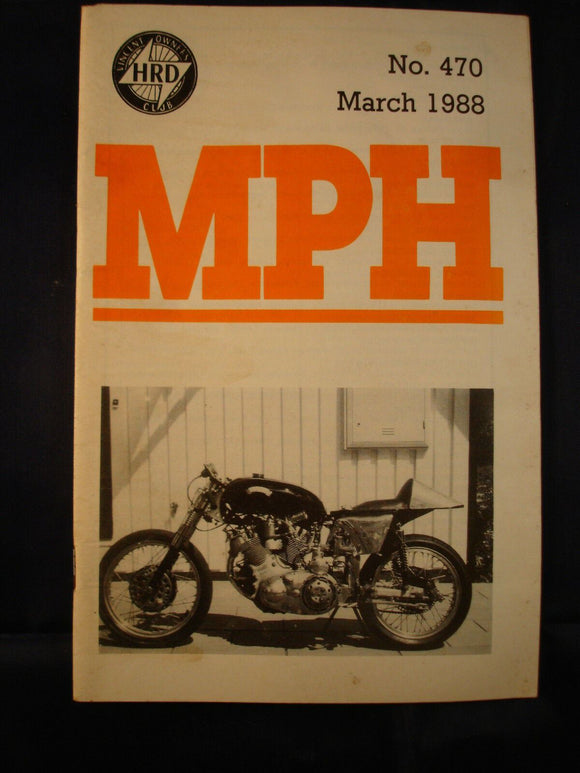 VINCENT OWNERS
HRD
CLUB
No. 470
March 1988
MPH